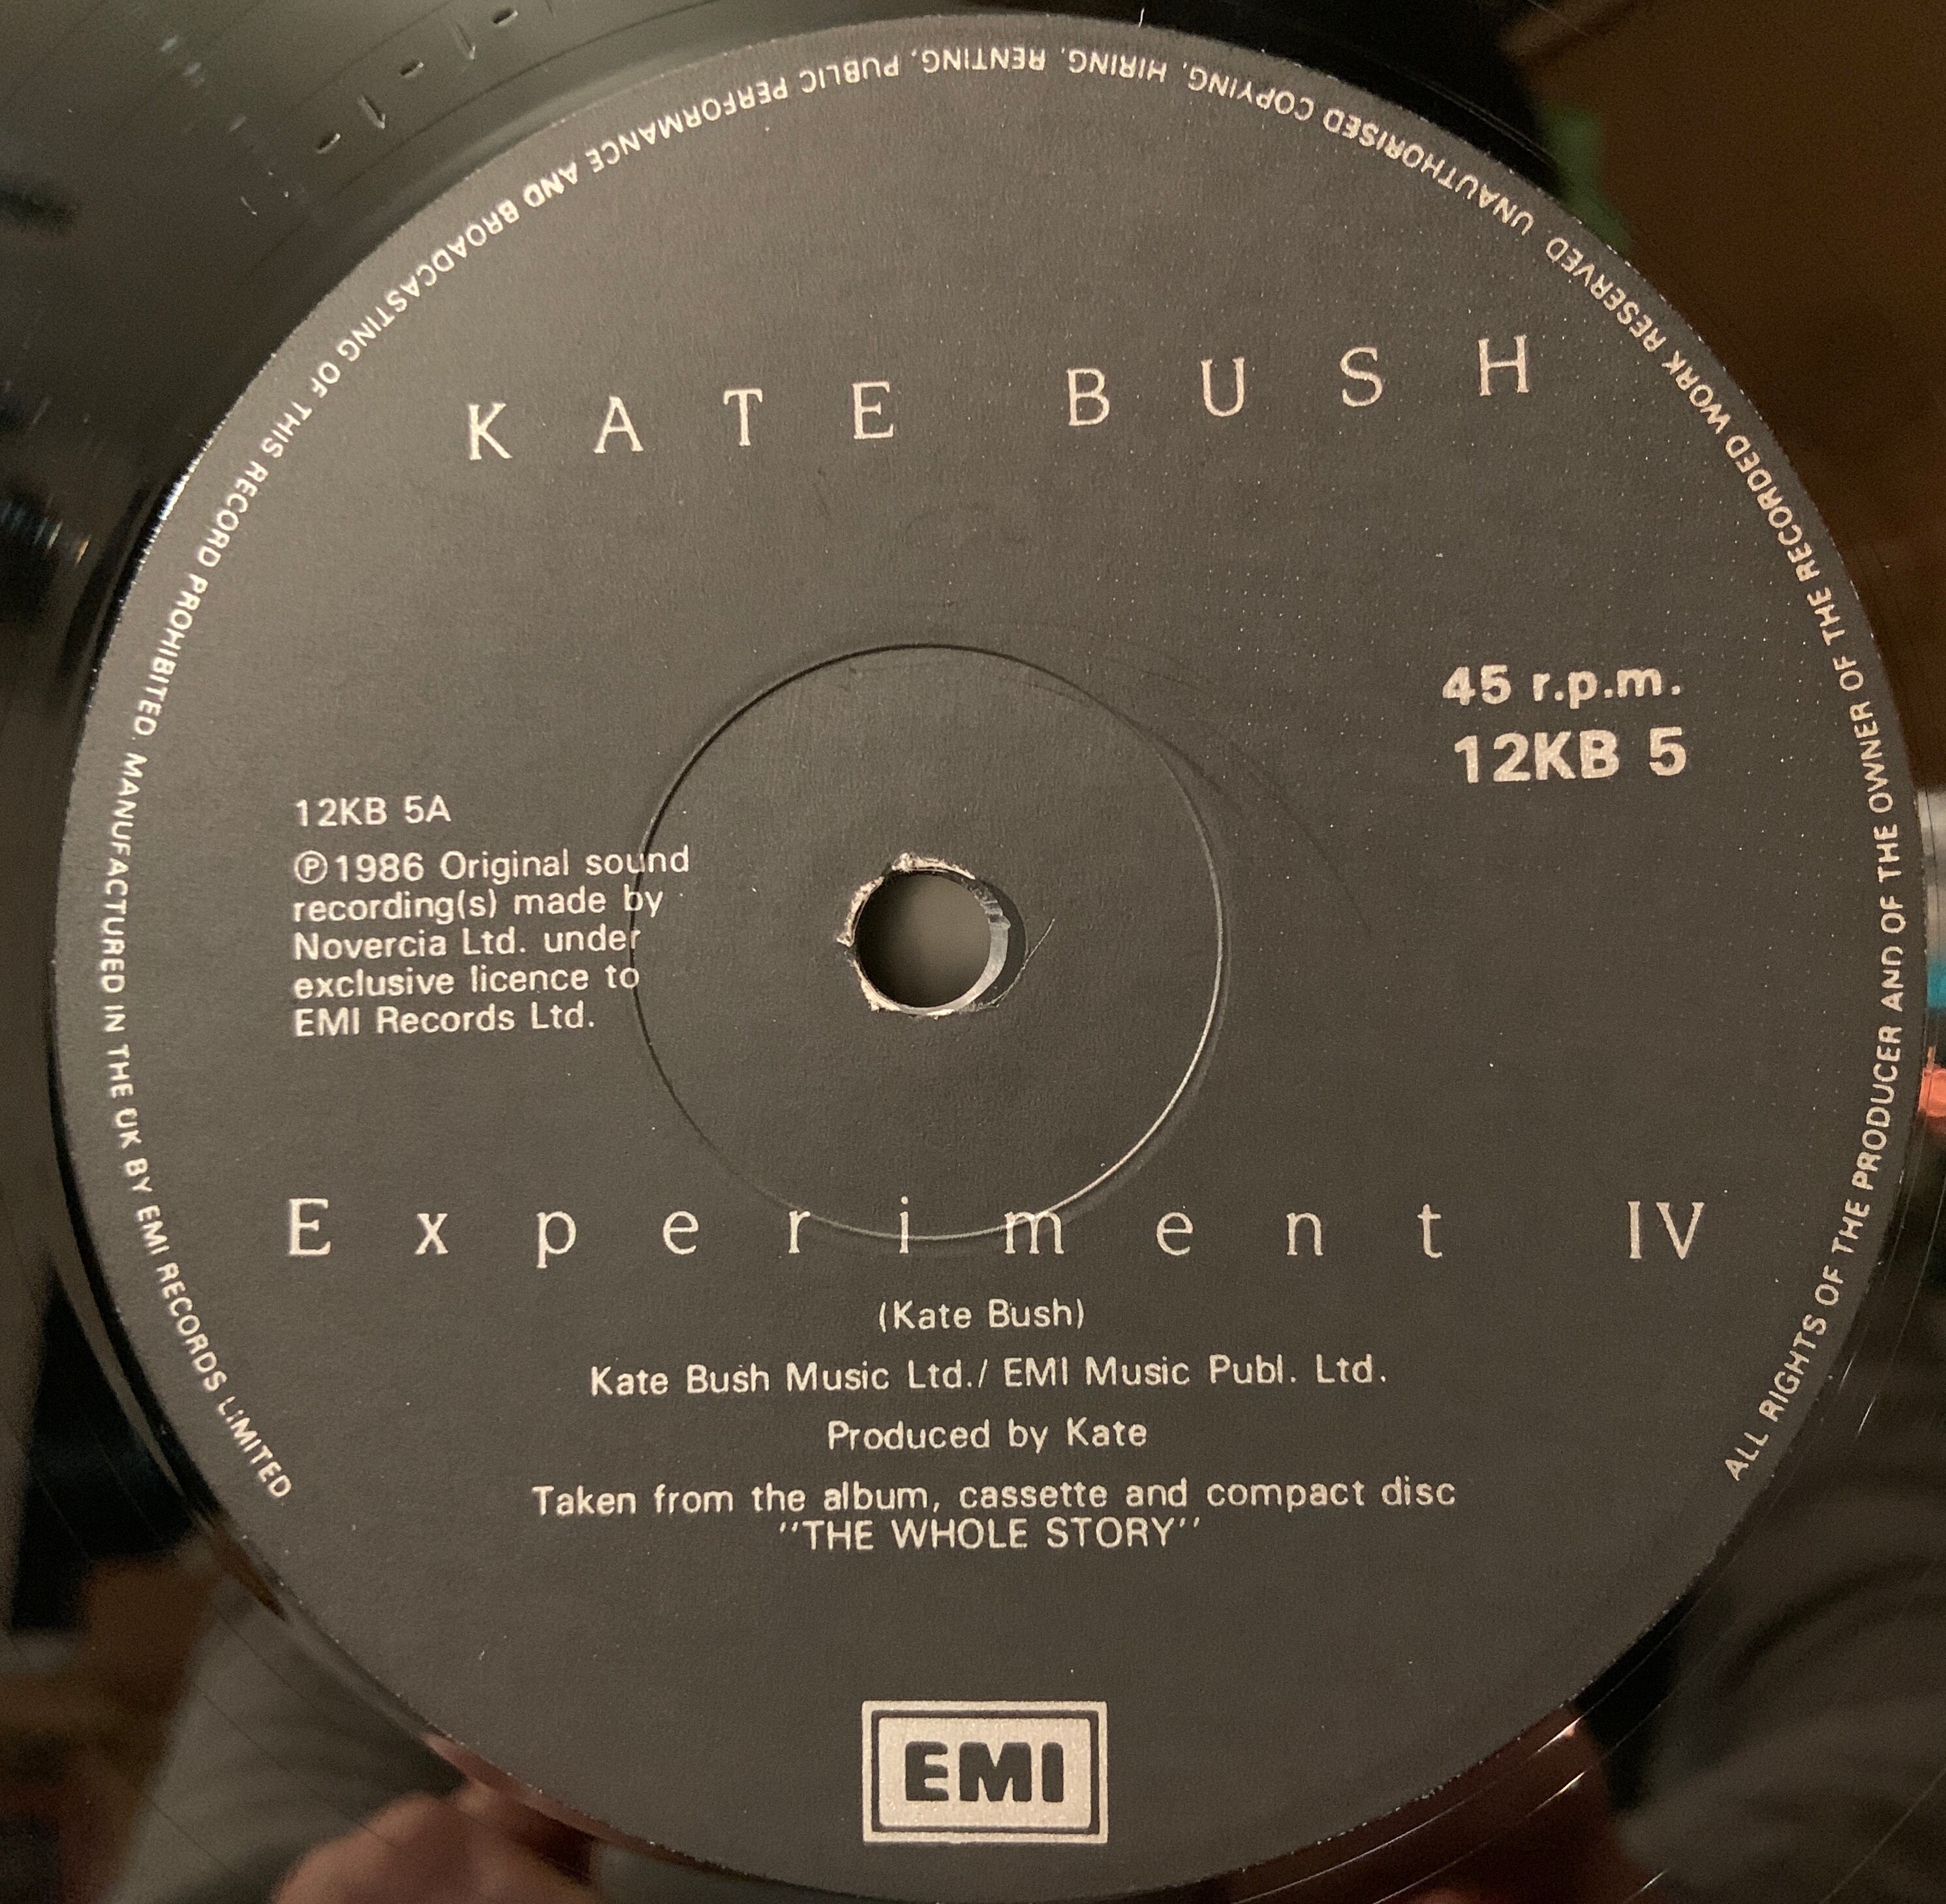 ALL RIGHTS OF THE PRODUCER AND OF THE OWNER OF THE RECORDED WORK RESERVED UNAUTHORISED COPYING, HIRING, RENTING, PUBLIC PERFORMANCE AND BROADCASTING OF THIS RECORD PROHIBITED. MANUFACTURED IN THE UK BY EMI RECORDS LIMITED
KATE BUSH
45 r.p.m.
12KB 5
12KB 5A
℗1986 Original sound
recording(s) made by
Novercia Ltd. under
exclusive licence to
EMI Records Ltd.
Experiment IV
(Kate Bush)
Kate Bush Music Ltd./ EMI Music Publ. Ltd.
Produced by Kate
Taken from the album, cassette and compact disc
"THE WHOLE STORY"
EMI